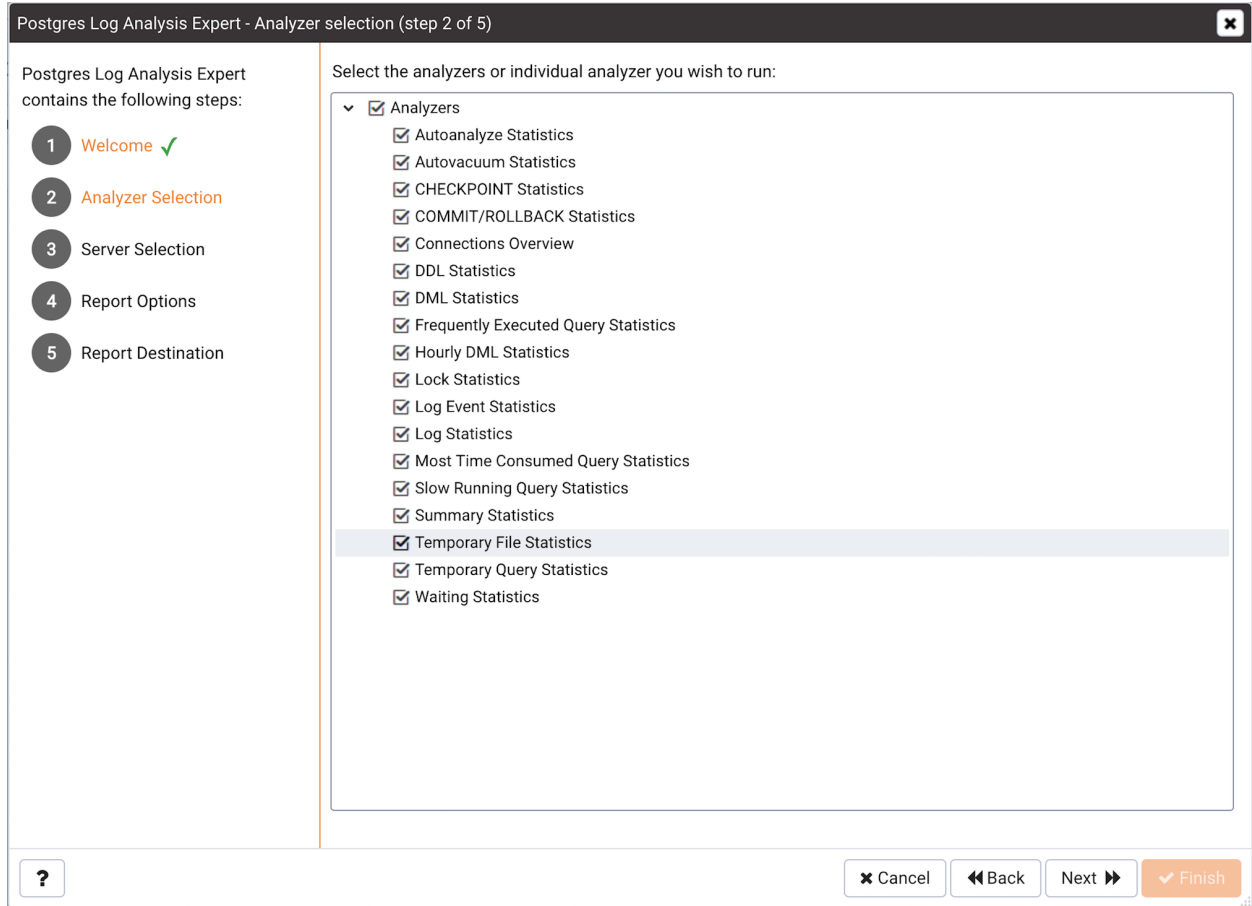 Postgres Log Analysis Expert - Analyzer selection (step 2 of 5)
Postgres Log Analysis Expert
contains the following steps:
1 Welcome
2 Analyzer Selection
3 Server Selection
4 Report Options
5 Report Destination
Select the analyzers or individual analyzer you wish to run:
Analyzers
Autoanalyze Statistics
Autovacuum Statistics
CHECKPOINT Statistics
COMMIT/ROLLBACK Statistics
Connections Overview
DDL Statistics
DML Statistics
Frequently Executed Query Statistics
Hourly DML Statistics
Lock Statistics
Log Event Statistics
Log Statistics
Most Time Consumed Query Statistics
Slow Running Query Statistics
Summary Statistics
Temporary File Statistics
Temporary Query Statistics
Waiting Statistics
? Cancel Back Next Finish